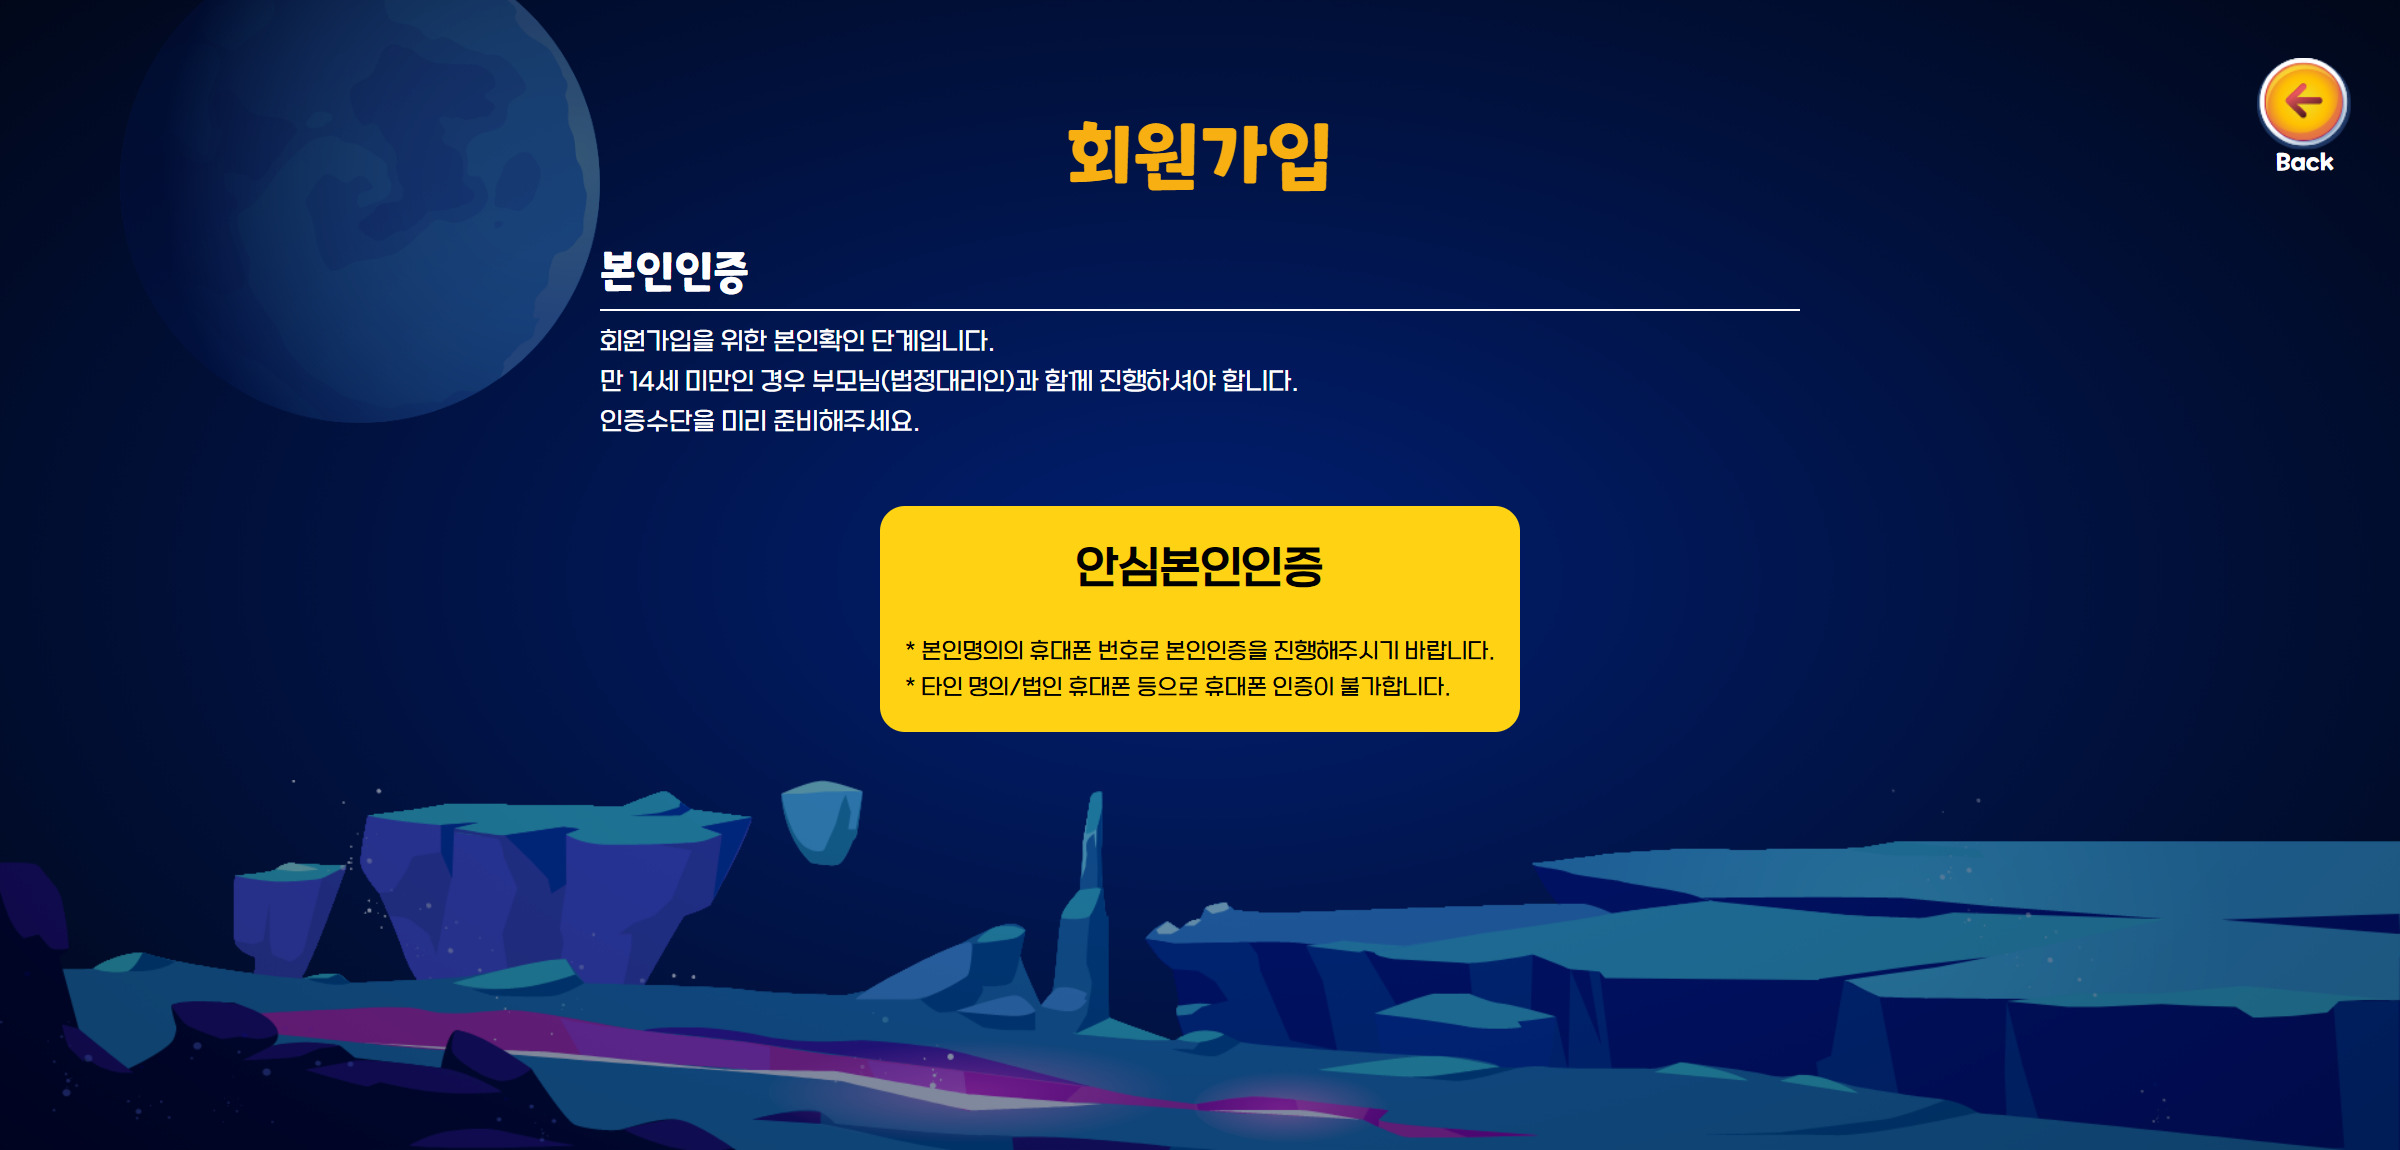 회원가입
Back
본인인증
회원가입을 위한 본인확인 단계입니다.
만 14세 미만인 경우 부모님(법정대리인)과 함께 진행하셔야 합니다.
인증수단을 미리 준비해주세요.
안심본인인증
* 본인명의의 휴대폰 번호로 본인인증을 진행해주시기 바랍니다.
* 타인 명의/법인 휴대폰 등으로 휴대폰 인증이 불가합니다.